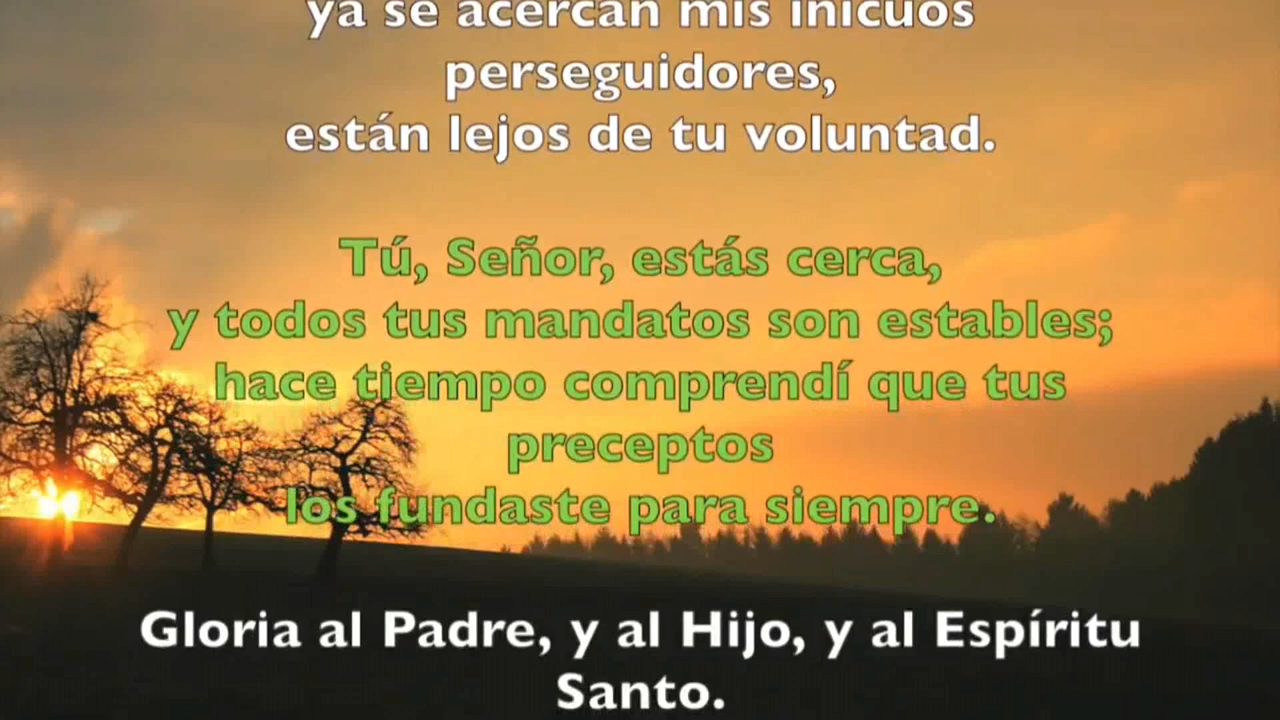 ya se acercan mis inicuos
perseguidores,
están lejos de tu voluntad.
Tú, Señor, estás cerca,
y todos tus mandatos son estables;
hace tiempo comprendí que tus
preceptos
los fundaste para siempre.
Gloria al Padre, y al Hijo, y al Espíritu
Santo.